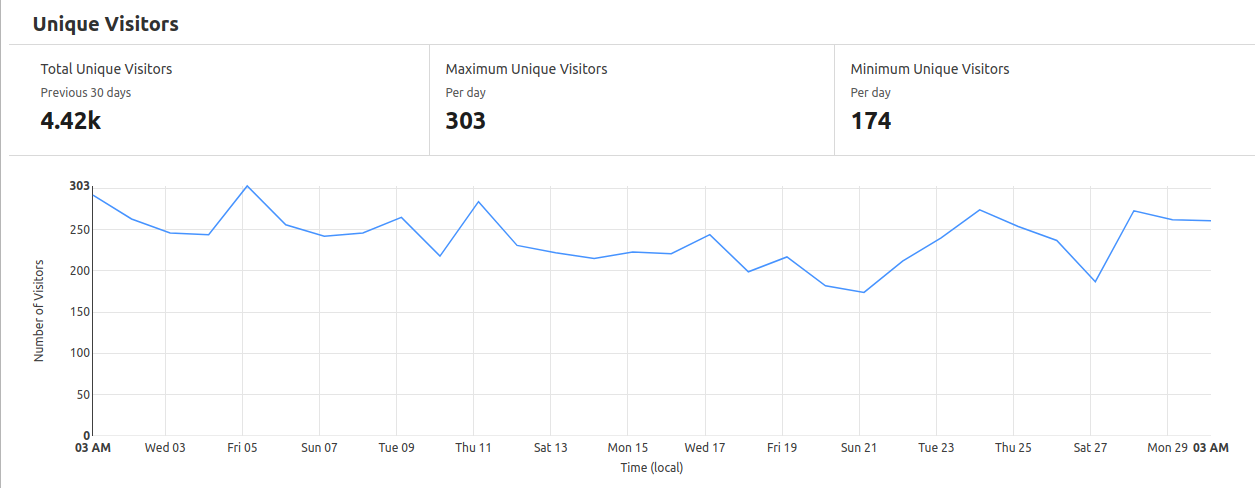 Unique Visitors
Total Unique Visitors
Previous 30 days
4.42k
Maximum Unique Visitors
Per day
303
Minimum Unique Visitors
Per day
174
303
250
200
150
100
50
0
Number of Visitors
03 AM Wed 03 Fri 05 Sun 07 Tue 09 Thu 11 Sat 13 Mon 15 Wed 17 Fri 19 Sun 21 Tue 23 Thu 25 Sat 27 Mon 29 03 AM
Time (local)